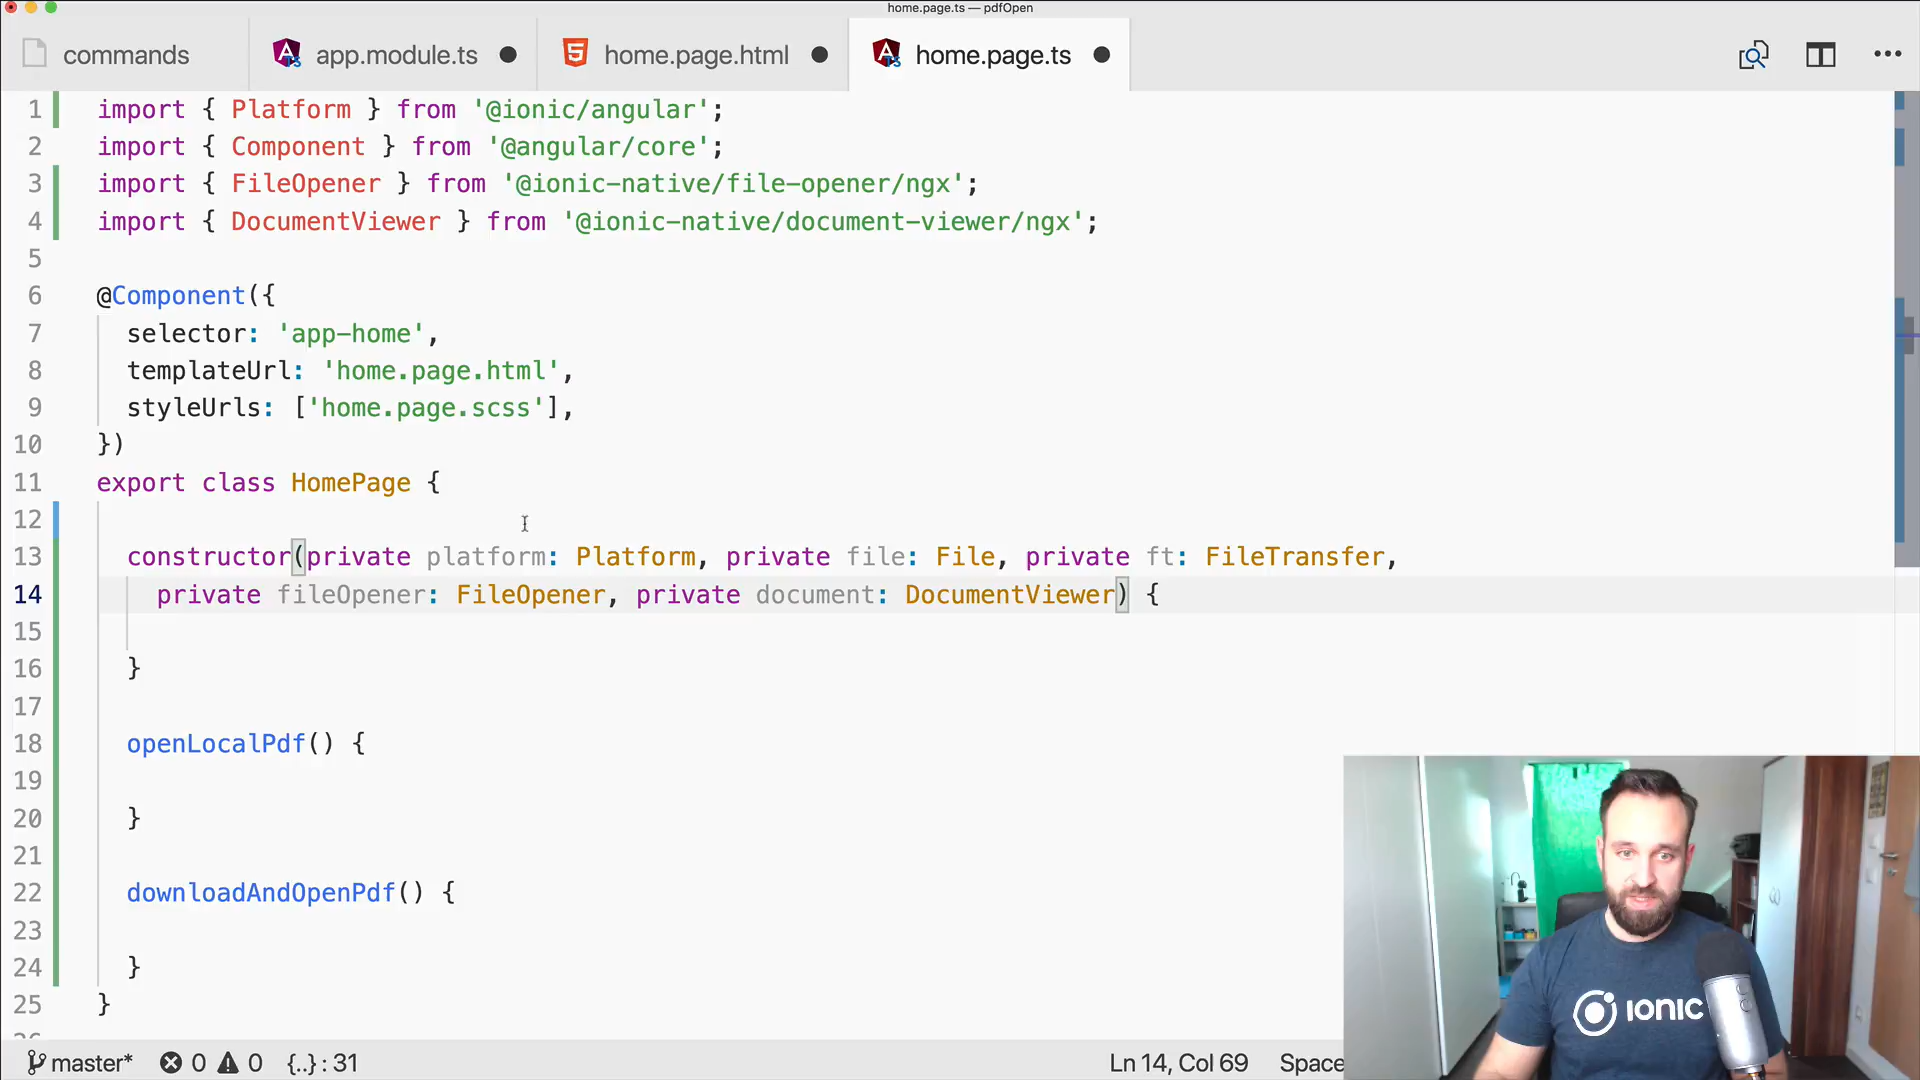 home.page.ts — pdfOpen
commands
app.module.ts
home.page.html
home.page.ts
1 import { Platform } from '@ionic/angular';
2 import { Component } from '@angular/core';
3 import { FileOpener } from '@ionic-native/file-opener/ngx';
4 import { DocumentViewer } from '@ionic-native/document-viewer/ngx';
5
6 @Component({
7 selector: 'app-home',
8 templateUrl: 'home.page.html',
9 styleUrls: ['home.page.scss'],
10 })
11 export class HomePage {
12
13 constructor(private platform: Platform, private file: File, private ft: FileTransfer,
14 private fileOpener: FileOpener, private document: DocumentViewer) {
15
16 }
17
18 openLocalPdf() {
19
20 }
21
22 downloadAndOpenPdf() {
23
24 }
25 }
master* 0 0 {..} : 31
Ln 14, Col 69 Space
ionic